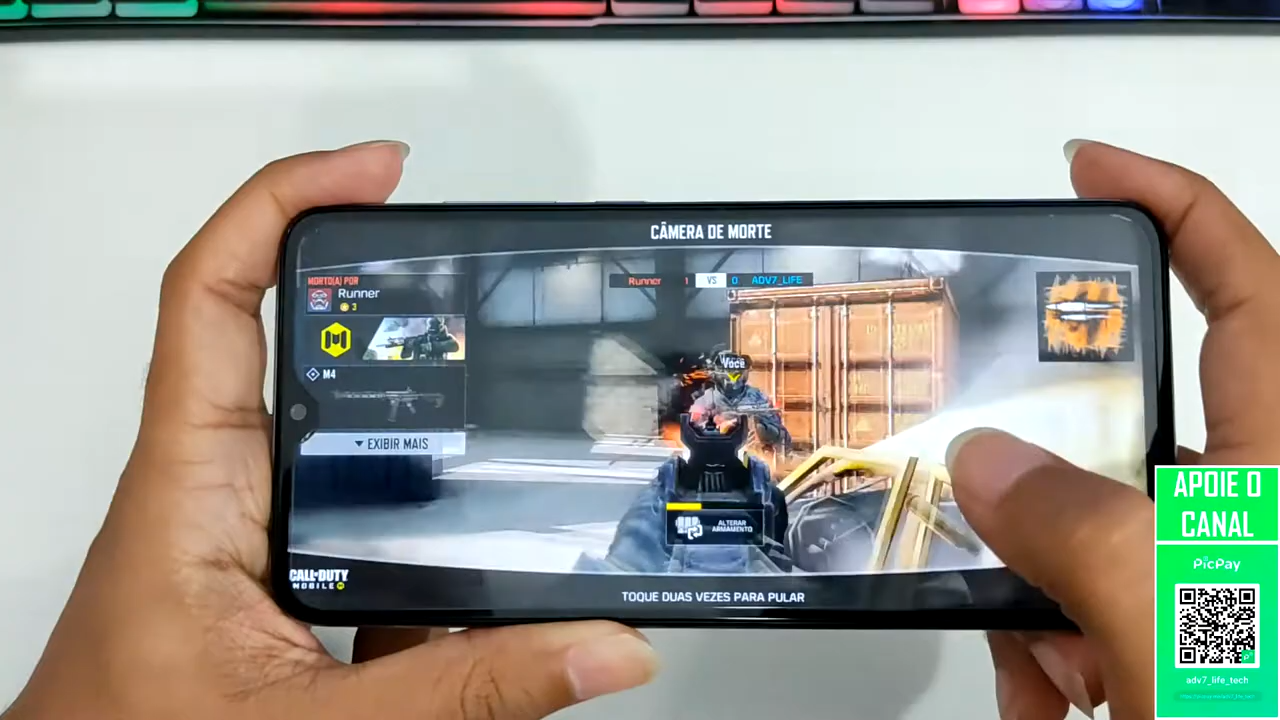 CÂMERA DE MORTE
MORTO(A) POR
Runner
3
Runner 1 VS 0 ADV7_LIFE
M4
EXIBIR MAIS
Você
ALTERAR
ARMAMENTO
CALL OF DUTY
MOBILE
TOQUE DUAS VEZES PARA PULAR
APOIE O
CANAL
PicPay
adv7_life_tech